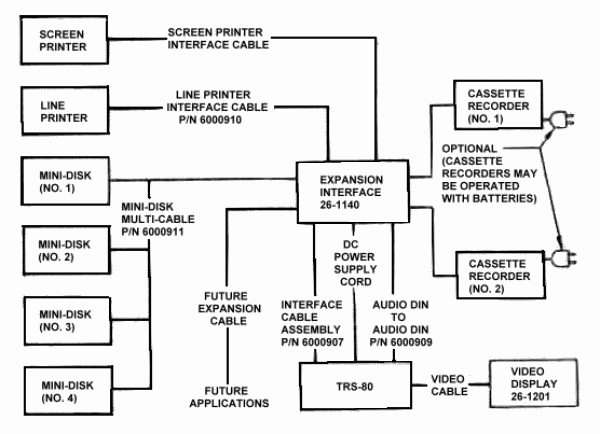 SCREEN
PRINTER
SCREEN PRINTER
INTERFACE CABLE
LINE
PRINTER
LINE PRINTER
INTERFACE CABLE
P/N 6000910
CASSETTE
RECORDER
(NO. 1)
OPTIONAL
(CASSETTE
RECORDERS MAY
BE OPERATED
WITH BATTERIES)
MINI-DISK
(NO. 1)
MINI-DISK
MULTI-CABLE
P/N 6000911
EXPANSION
INTERFACE
26-1140
MINI-DISK
(NO. 2)
CASSETTE
RECORDER
(NO. 2)
DC
POWER
SUPPLY
CORD
FUTURE
EXPANSION
CABLE
INTERFACE
CABLE
ASSEMBLY
P/N 6000907
AUDIO DIN
TO
AUDIO DIN
P/N 6000909
MINI-DISK
(NO. 3)
MINI-DISK
(NO. 4)
FUTURE
APPLICATIONS
TRS-80
VIDEO
CABLE
VIDEO
DISPLAY
26-1201